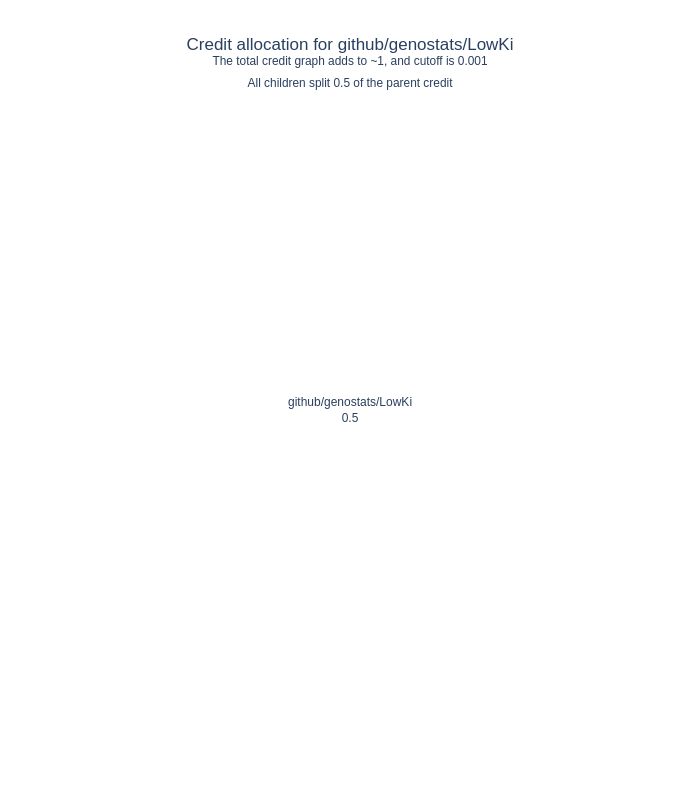 Credit allocation for github/genostats/LowKi
The total credit graph adds to ~1, and cutoff is 0.001
All children split 0.5 of the parent credit
github/genostats/LowKi
0.5